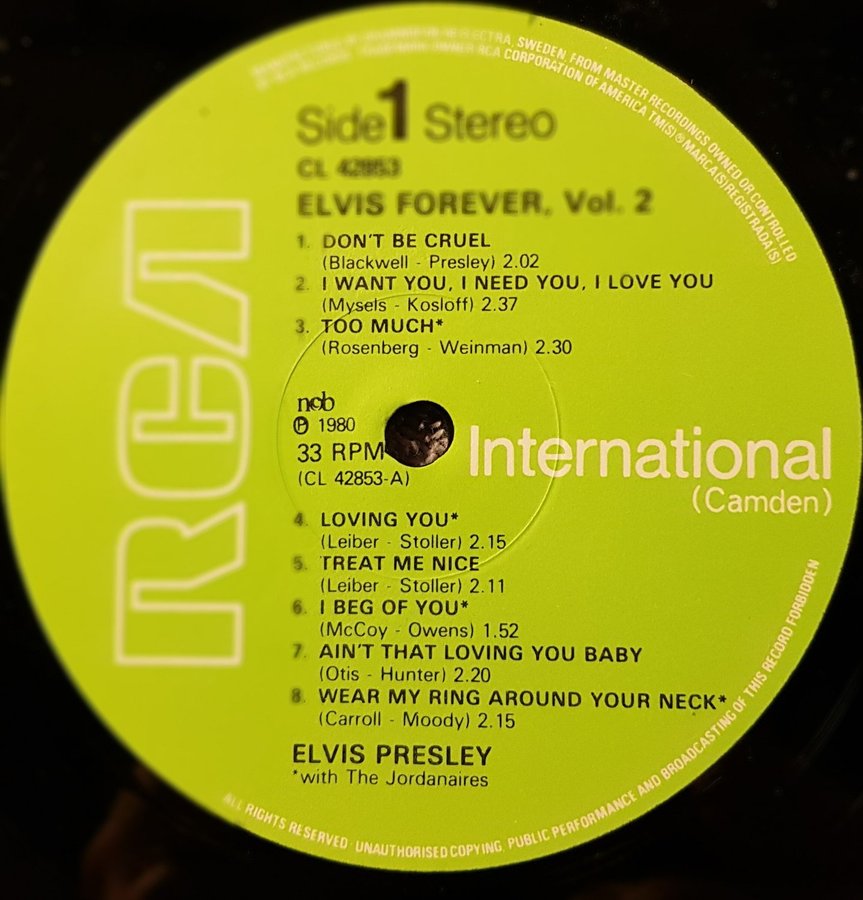 ELECTRA, SWEDEN, FROM MASTER RECORDINGS OWNED OR CONTROLLED
RCA CORPORATION OF AMERICA TM(S) ® MARCA(S) REGISTRADA(S)
Side 1 Stereo
CL 42853
ELVIS FOREVER, Vol. 2
1. DON'T BE CRUEL
(Blackwell - Presley) 2.02
2. I WANT YOU, I NEED YOU, I LOVE YOU
(Mysels - Kosloff) 2.37
3. TOO MUCH*
(Rosenberg - Weinman) 2.30
ncb
℗ 1980
33 RPM
(CL 42853-A)
RCA
International
(Camden)
4. LOVING YOU*
(Leiber - Stoller) 2.15
5. TREAT ME NICE
(Leiber - Stoller) 2.11
6. I BEG OF YOU*
(McCoy - Owens) 1.52
7. AIN'T THAT LOVING YOU BABY
(Otis - Hunter) 2.20
8. WEAR MY RING AROUND YOUR NECK*
(Carroll - Moody) 2.15
ELVIS PRESLEY
*with The Jordanaires
ALL RIGHTS RESERVED. UNAUTHORISED COPYING, PUBLIC PERFORMANCE AND BROADCASTING OF THIS RECORD FORBIDDEN